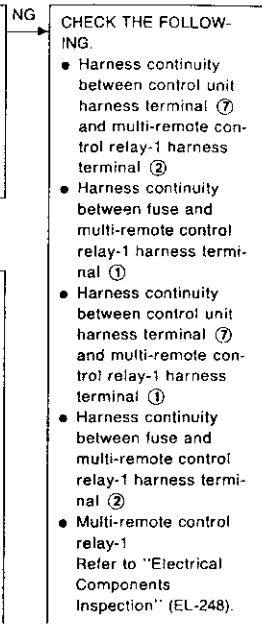 NG
CHECK THE FOLLOW-
ING.
● Harness continuity
between control unit
harness terminal ⑦
and multi-remote con-
trol relay-1 harness
terminal ②
● Harness continuity
between fuse and
multi-remote control
relay-1 harness termi-
nal ①
● Harness continuity
between control unit
harness terminal ⑦
and multi-remote con-
trol relay-1 harness
terminal ①
● Harness continuity
between fuse and
multi-remote control
relay-1 harness termi-
nal ②
● Multi-remote control
relay-1
Refer to "Electrical
Components
Inspection" (EL-248).